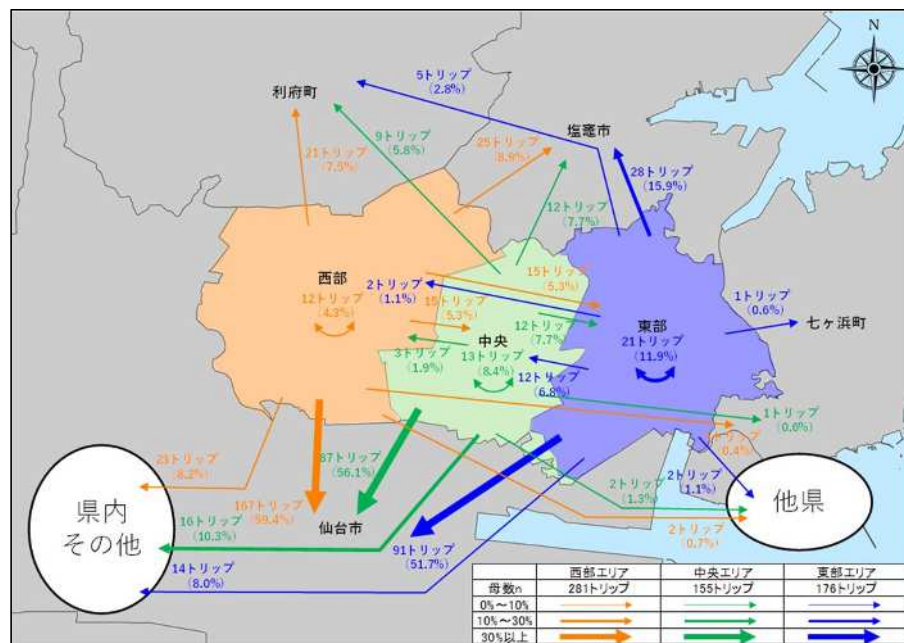 N
5トリップ
(2.8%)
利府町
塩竈市
9トリップ
(5.8%)
25トリップ
(8.9%)
21トリップ
(7.5%)
28トリップ
(15.9%)
12トリップ
(7.7%)
西部
12トリップ
(4.3%)
2トリップ
(1.1%)
15トリップ
(5.3%)
15トリップ
(5.3%)
1トリップ
(0.6%)
七ヶ浜町
12トリップ
(7.7%)
東部
21トリップ
(11.9%)
中央
13トリップ
(8.4%)
3トリップ
(1.9%)
12トリップ
(6.8%)
1トリップ
(0.6%)
トリップ
(0.4%)
23トリップ
(8.2%)
87トリップ
(56.1%)
2トリップ
(1.3%)
2トリップ
(1.1%)
他県
県内
その他
167トリップ
(59.4%)
仙台市
16トリップ
(10.3%)
91トリップ
(51.7%)
2トリップ
(0.7%)
14トリップ
(8.0%)
西部エリア 中央エリア 東部エリア
母数n 281トリップ 155トリップ 176トリップ
0%～10%
10%～30%
30%以上